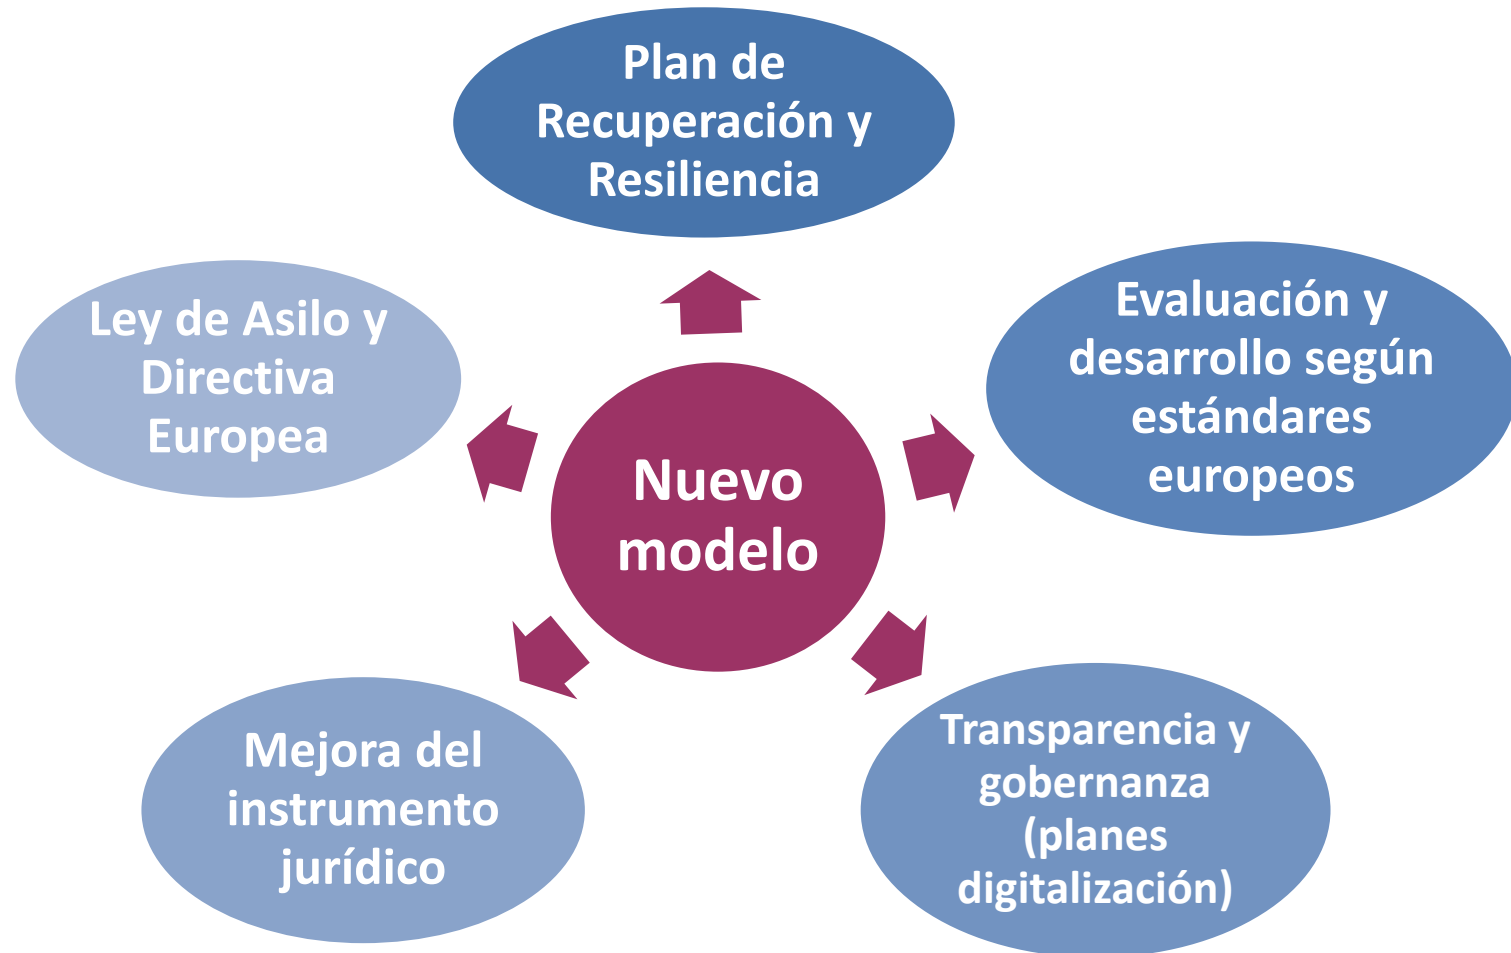 Plan de
Recuperación y
Resiliencia
Evaluación y
desarrollo según
estándares
europeos
Ley de Asilo y
Directiva
Europea
Nuevo
modelo
Transparencia y
gobernanza
(planes
digitalización)
Mejora del
instrumento
jurídico